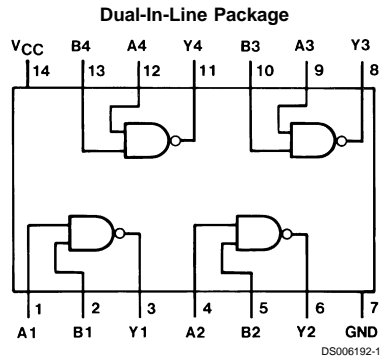 Dual-In-Line Package
VCC B4 A4 Y4 B3 A3 Y3
14 13 12 11 10 9 8
1 2 3 4 5 6 7
A1 B1 Y1 A2 B2 Y2 GND
DS006192-1